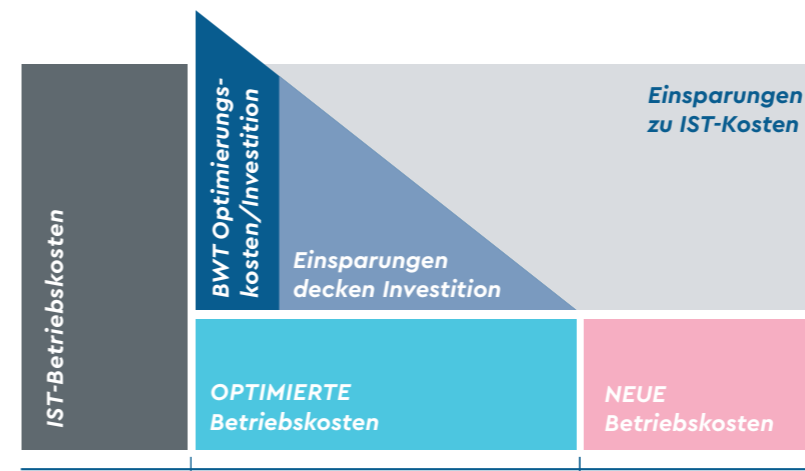 IST-Betriebskosten
BWT Optimierungs-
kosten/Investition
Einsparungen
decken Investition
Einsparungen
zu IST-Kosten
OPTIMIERTE
Betriebskosten
NEUE
Betriebskosten